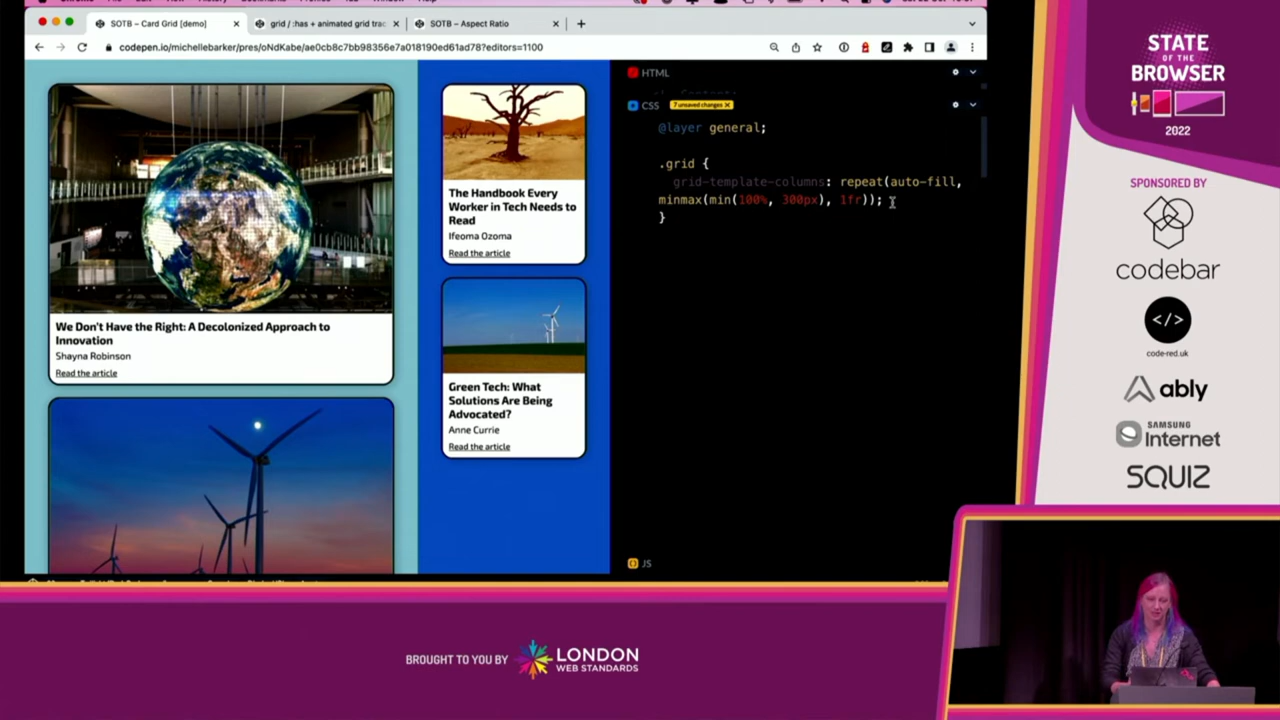 SOTB – Card Grid [demo]
grid / :has + animated grid trac
SOTB – Aspect Ratio
codepen.io/michellebarker/pres/oNdKabe/ae0cb8c7bb98356e7a018190ed61ad78?editors=1100
We Don't Have the Right: A Decolonized Approach to
Innovation
Shayna Robinson
Read the article
The Handbook Every
Worker in Tech Needs to
Read
Ifeoma Ozoma
Read the article
Green Tech: What
Solutions Are Being
Advocated?
Anne Currie
Read the article
HTML
CSS
7 unsaved changes ×
@layer general;
.grid {
grid-template-columns: repeat(auto-fill,
minmax(min(100%, 300px), 1fr));
}
JS
STATE
OF THE
BROWSER
2022
SPONSORED BY
codebar
</>
code-red.uk
ably
SAMSUNG
Internet
SQUIZ
BROUGHT TO YOU BY
LONDON
WEB STANDARDS